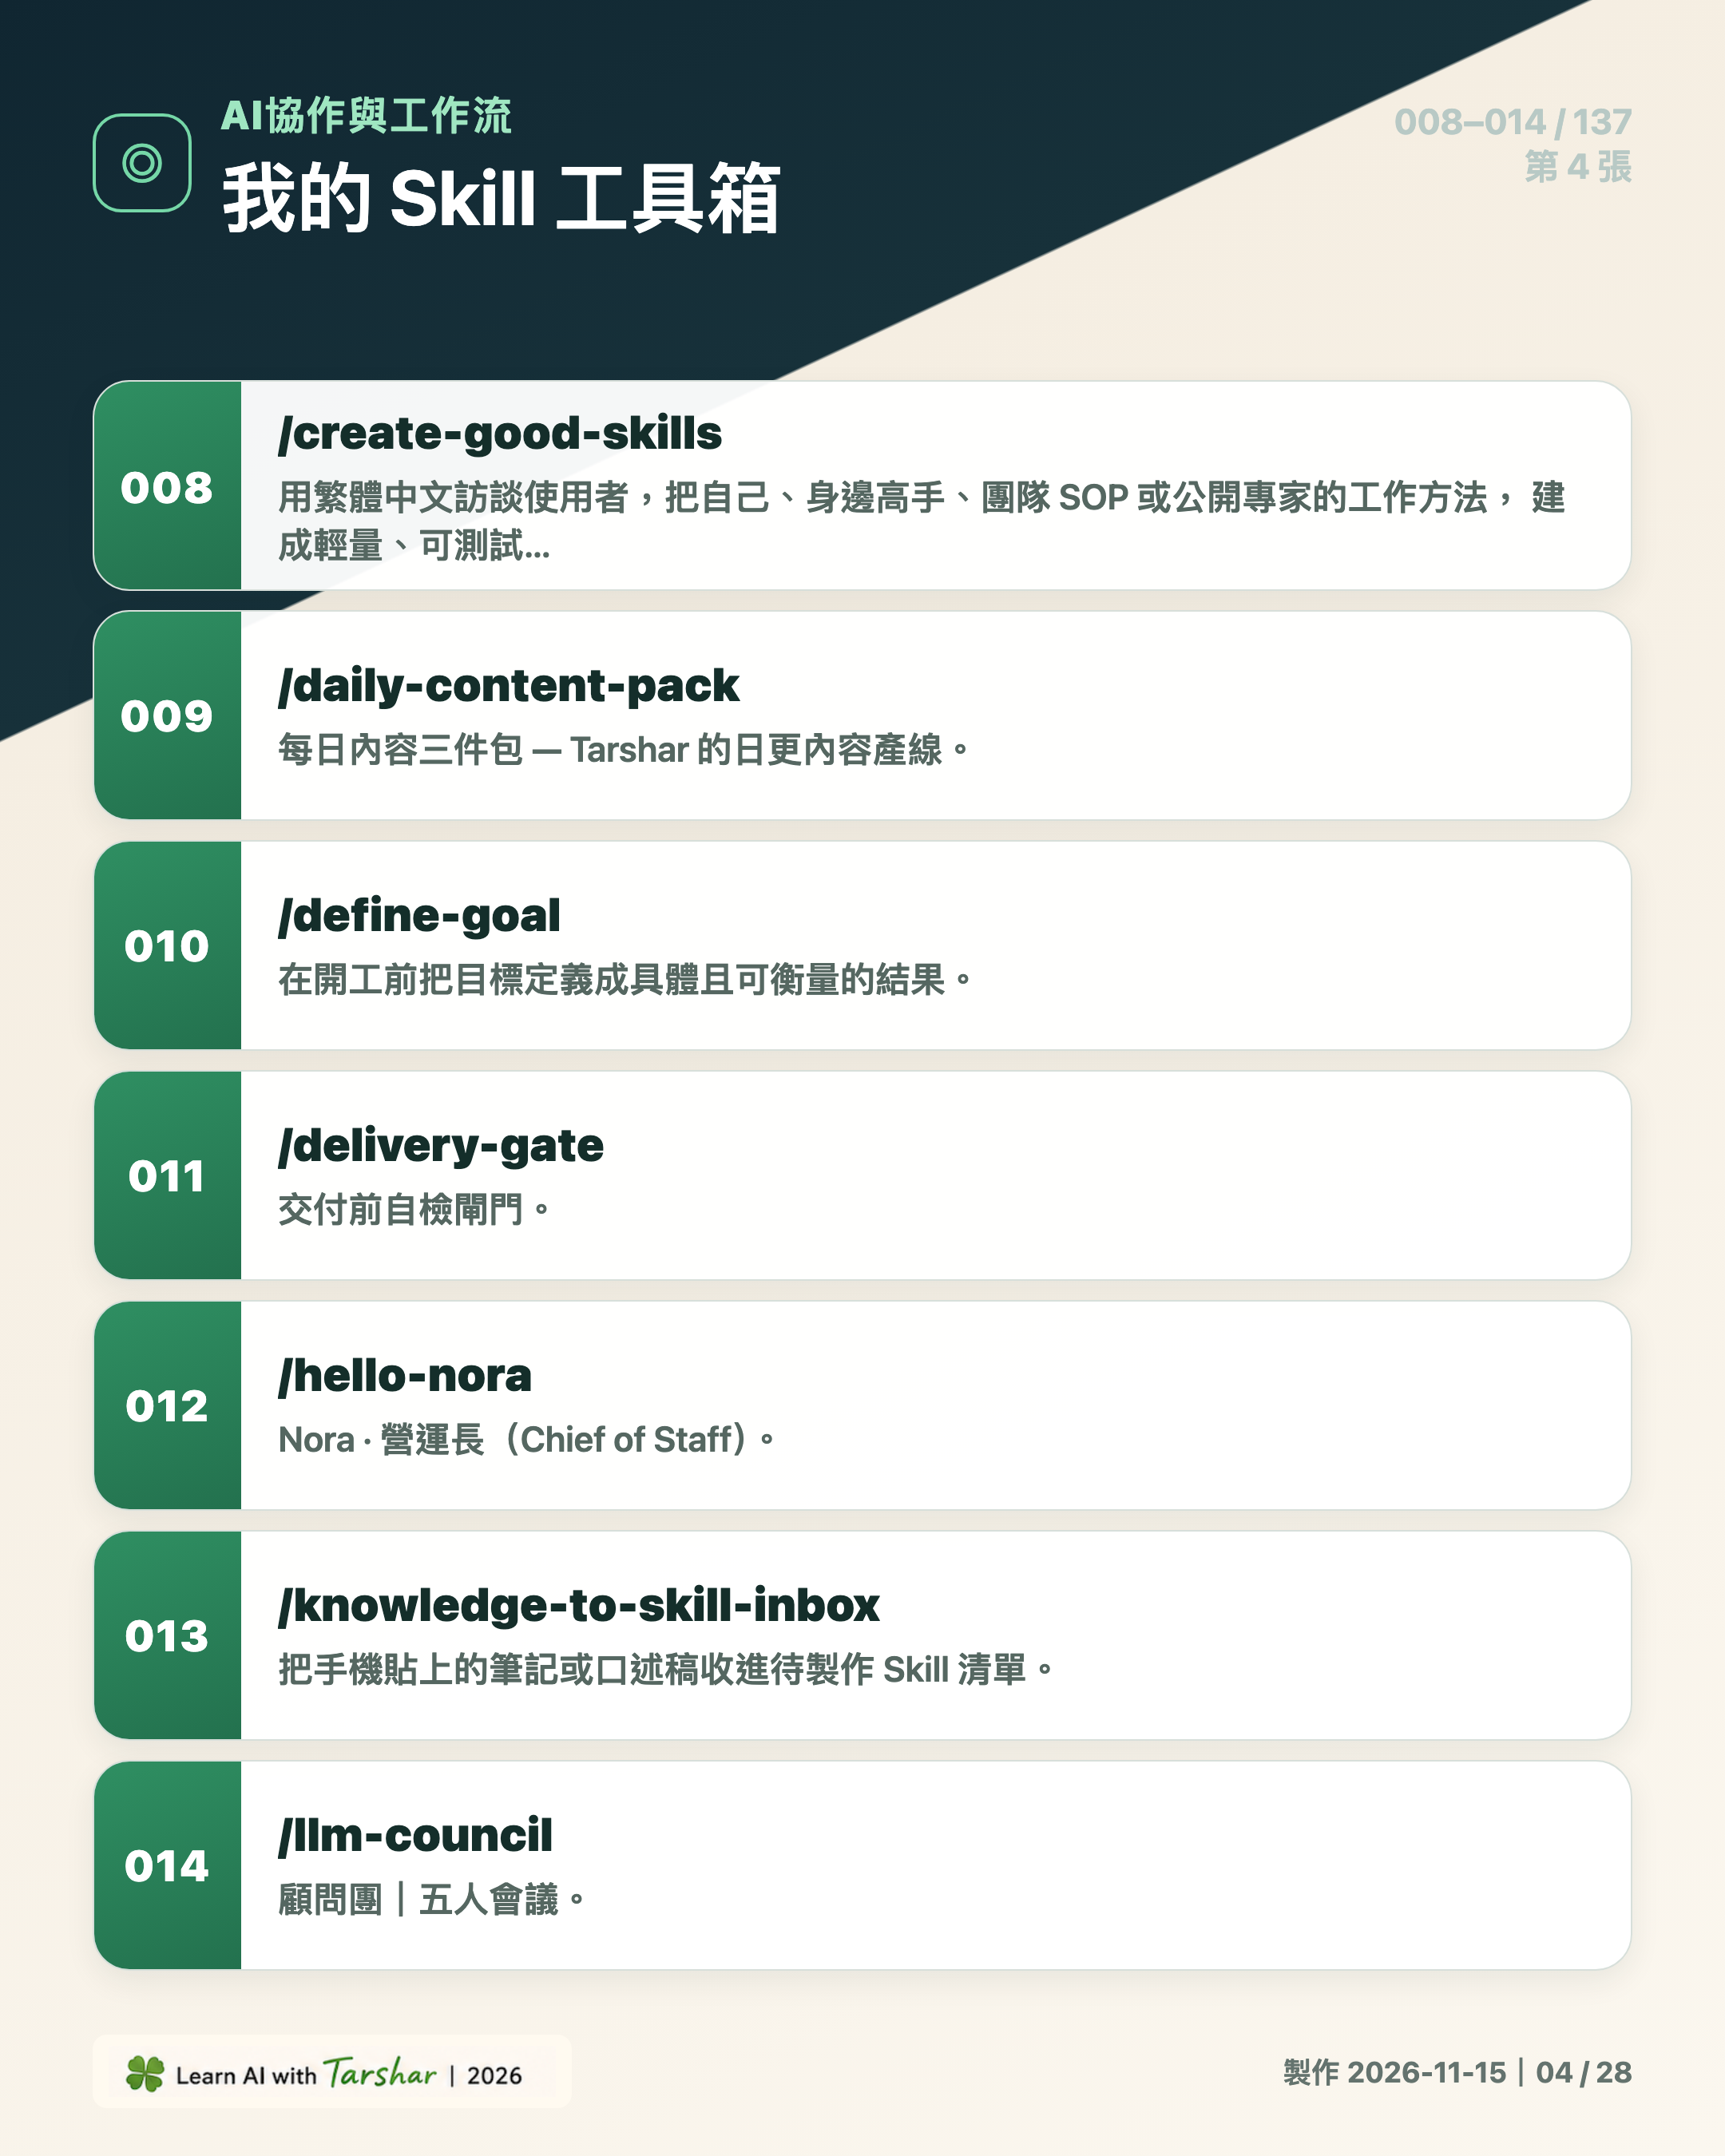 AI協作與工作流
我的 Skill 工具箱
008–014 / 137
第 4 張
008
/create-good-skills
用繁體中文訪談使用者，把自己、身邊高手、團隊 SOP 或公開專家的工作方法， 建
成輕量、可測試...
009
/daily-content-pack
每日內容三件包 — Tarshar 的日更內容產線。
010
/define-goal
在開工前把目標定義成具體且可衡量的結果。
011
/delivery-gate
交付前自檢閘門。
012
/hello-nora
Nora · 營運長（Chief of Staff）。
013
/knowledge-to-skill-inbox
把手機貼上的筆記或口述稿收進待製作 Skill 清單。
014
/llm-council
顧問團｜五人會議。
Learn AI with Tarshar | 2026
製作 2026-11-15｜04 / 28